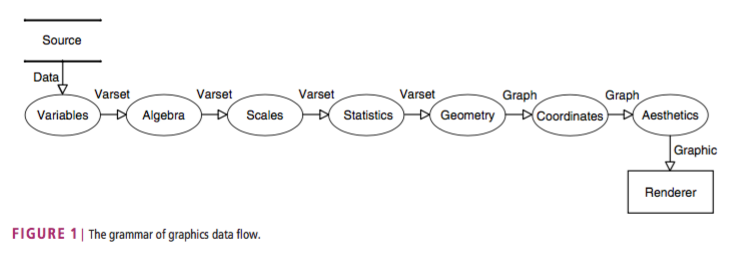 Source
Data
Varset Varset Varset Varset Graph Graph
Variables Algebra Scales Statistics Geometry Coordinates Aesthetics
Graphic
Renderer
FIGURE 1 | The grammar of graphics data flow.